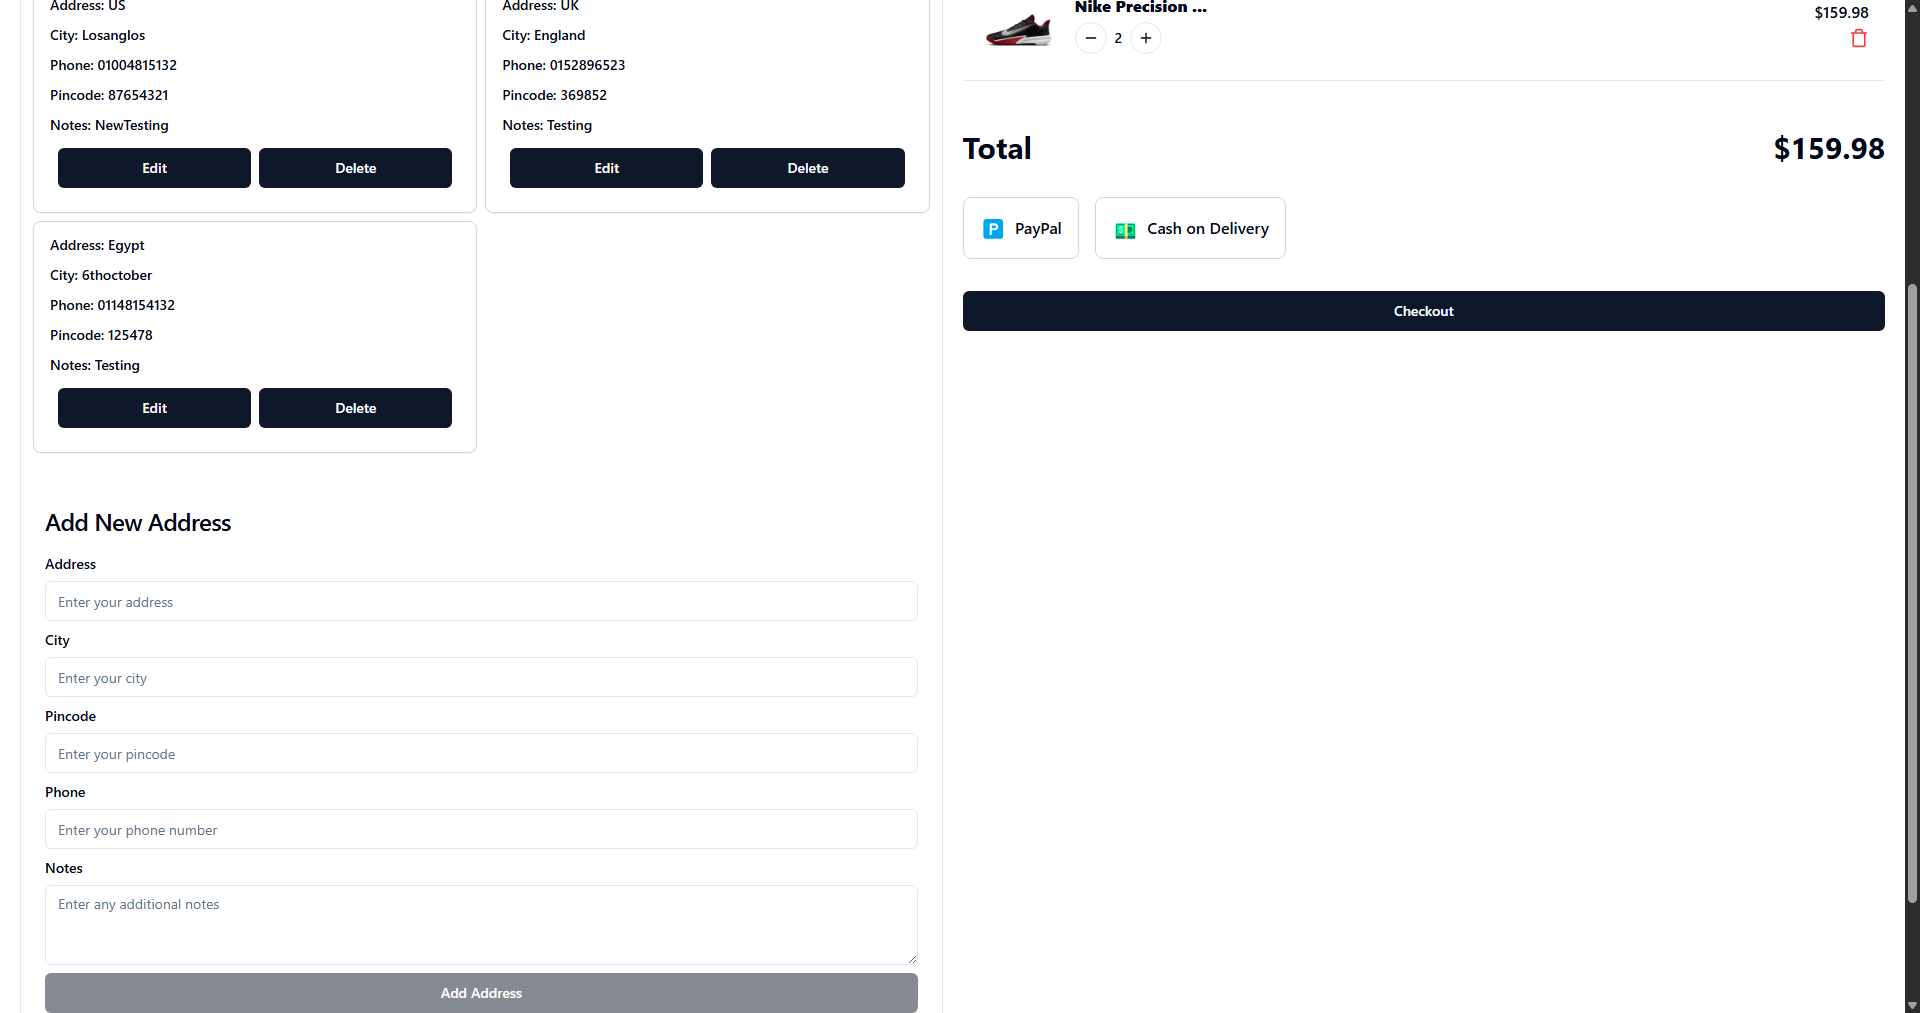 Address: US
City: Losanglos
Phone: 01004815132
Pincode: 87654321
Notes: NewTesting
Edit
Delete
Address: UK
City: England
Phone: 0152896523
Pincode: 369852
Notes: Testing
Edit
Delete
Address: Egypt
City: 6thoctober
Phone: 01148154132
Pincode: 125478
Notes: Testing
Edit
Delete
Add New Address
Address
Enter your address
City
Enter your city
Pincode
Enter your pincode
Phone
Enter your phone number
Notes
Enter any additional notes
Add Address
Nike Precision ...
$159.98
2
Total
$159.98
PayPal
Cash on Delivery
Checkout